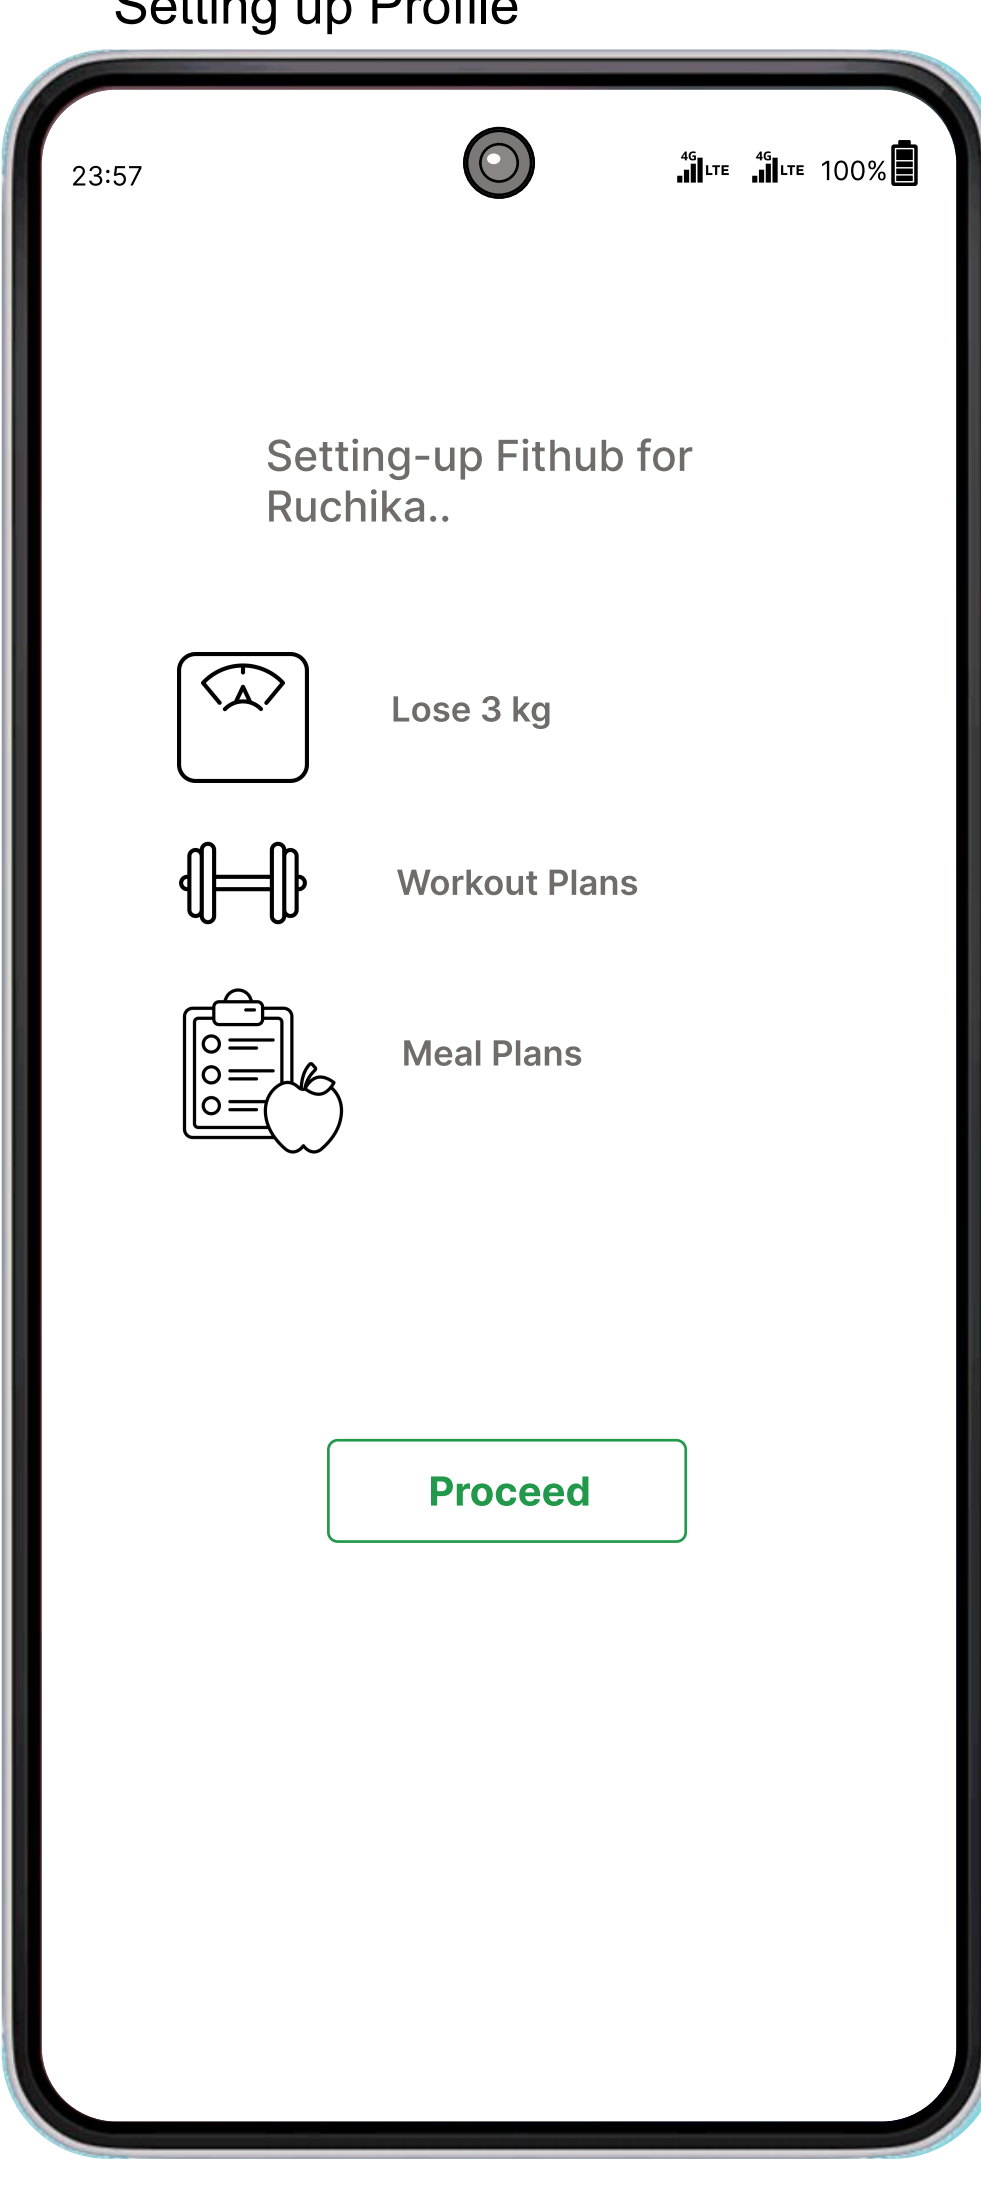 Setting up Profile
23:57
4G LTE 4G LTE 100%
Setting-up Fithub for
Ruchika..
Lose 3 kg
Workout Plans
Meal Plans
Proceed